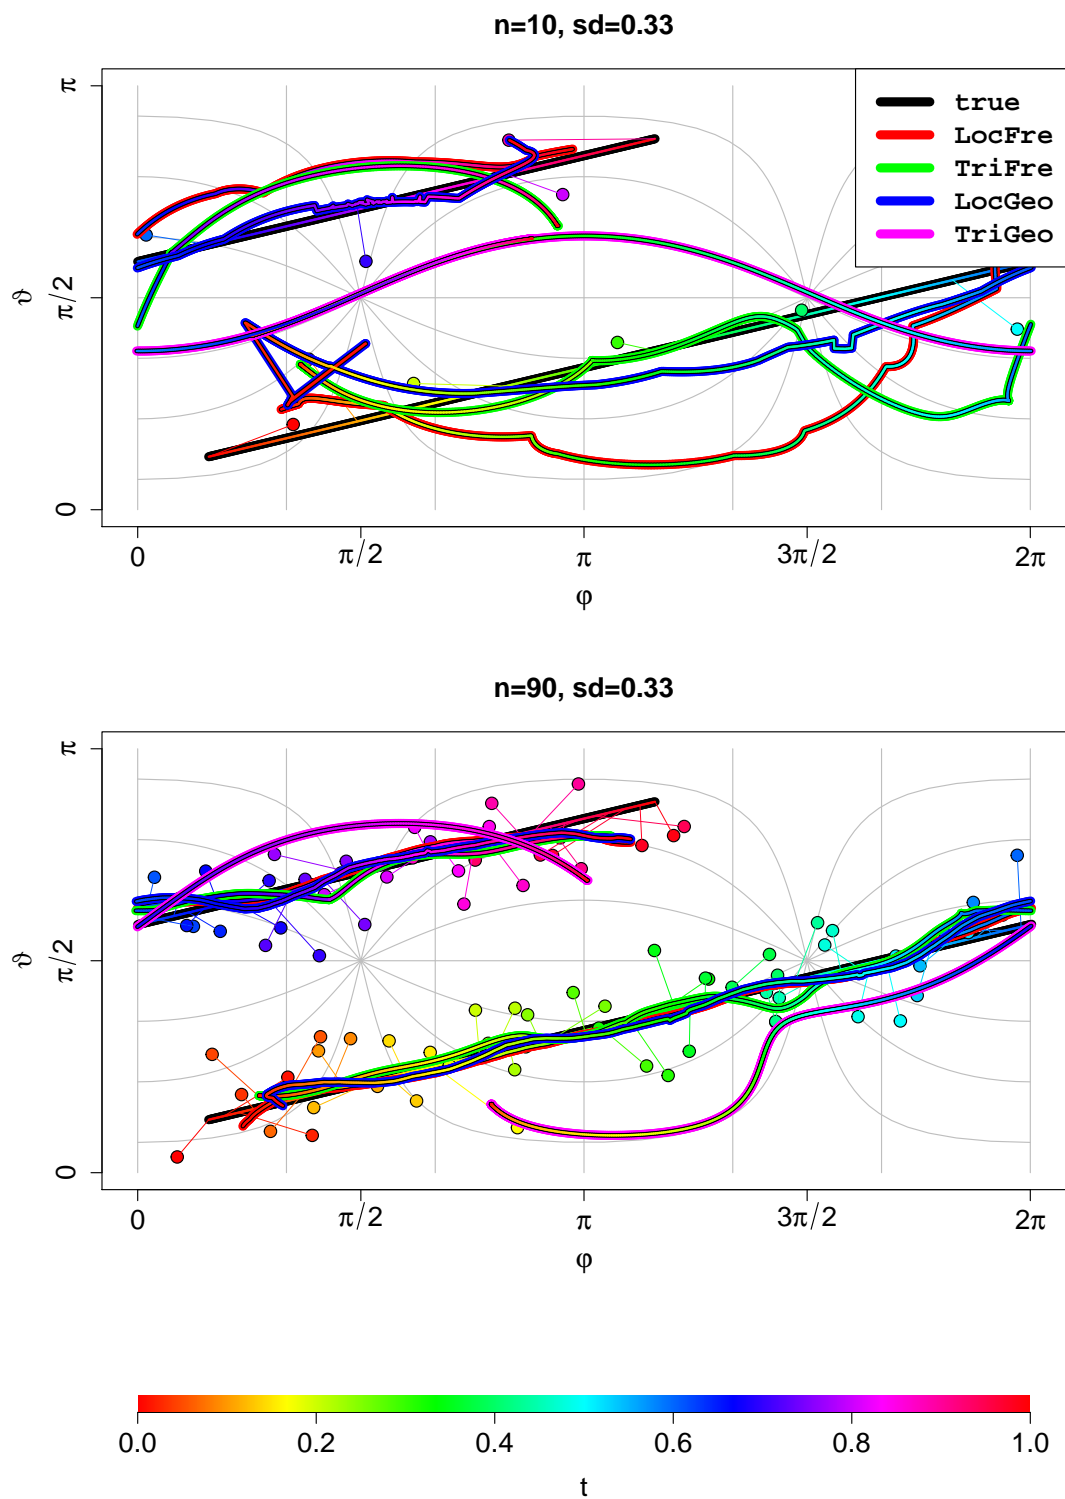 n=10, sd=0.33
π
true
LocFre
TriFre
LocGeo
TriGeo
ϑ
π/2
0
0
π/2
π
3π/2
2π
φ
n=90, sd=0.33
π
ϑ
π/2
0
0
π/2
π
3π/2
2π
φ
0.0
0.2
0.4
0.6
0.8
1.0
t